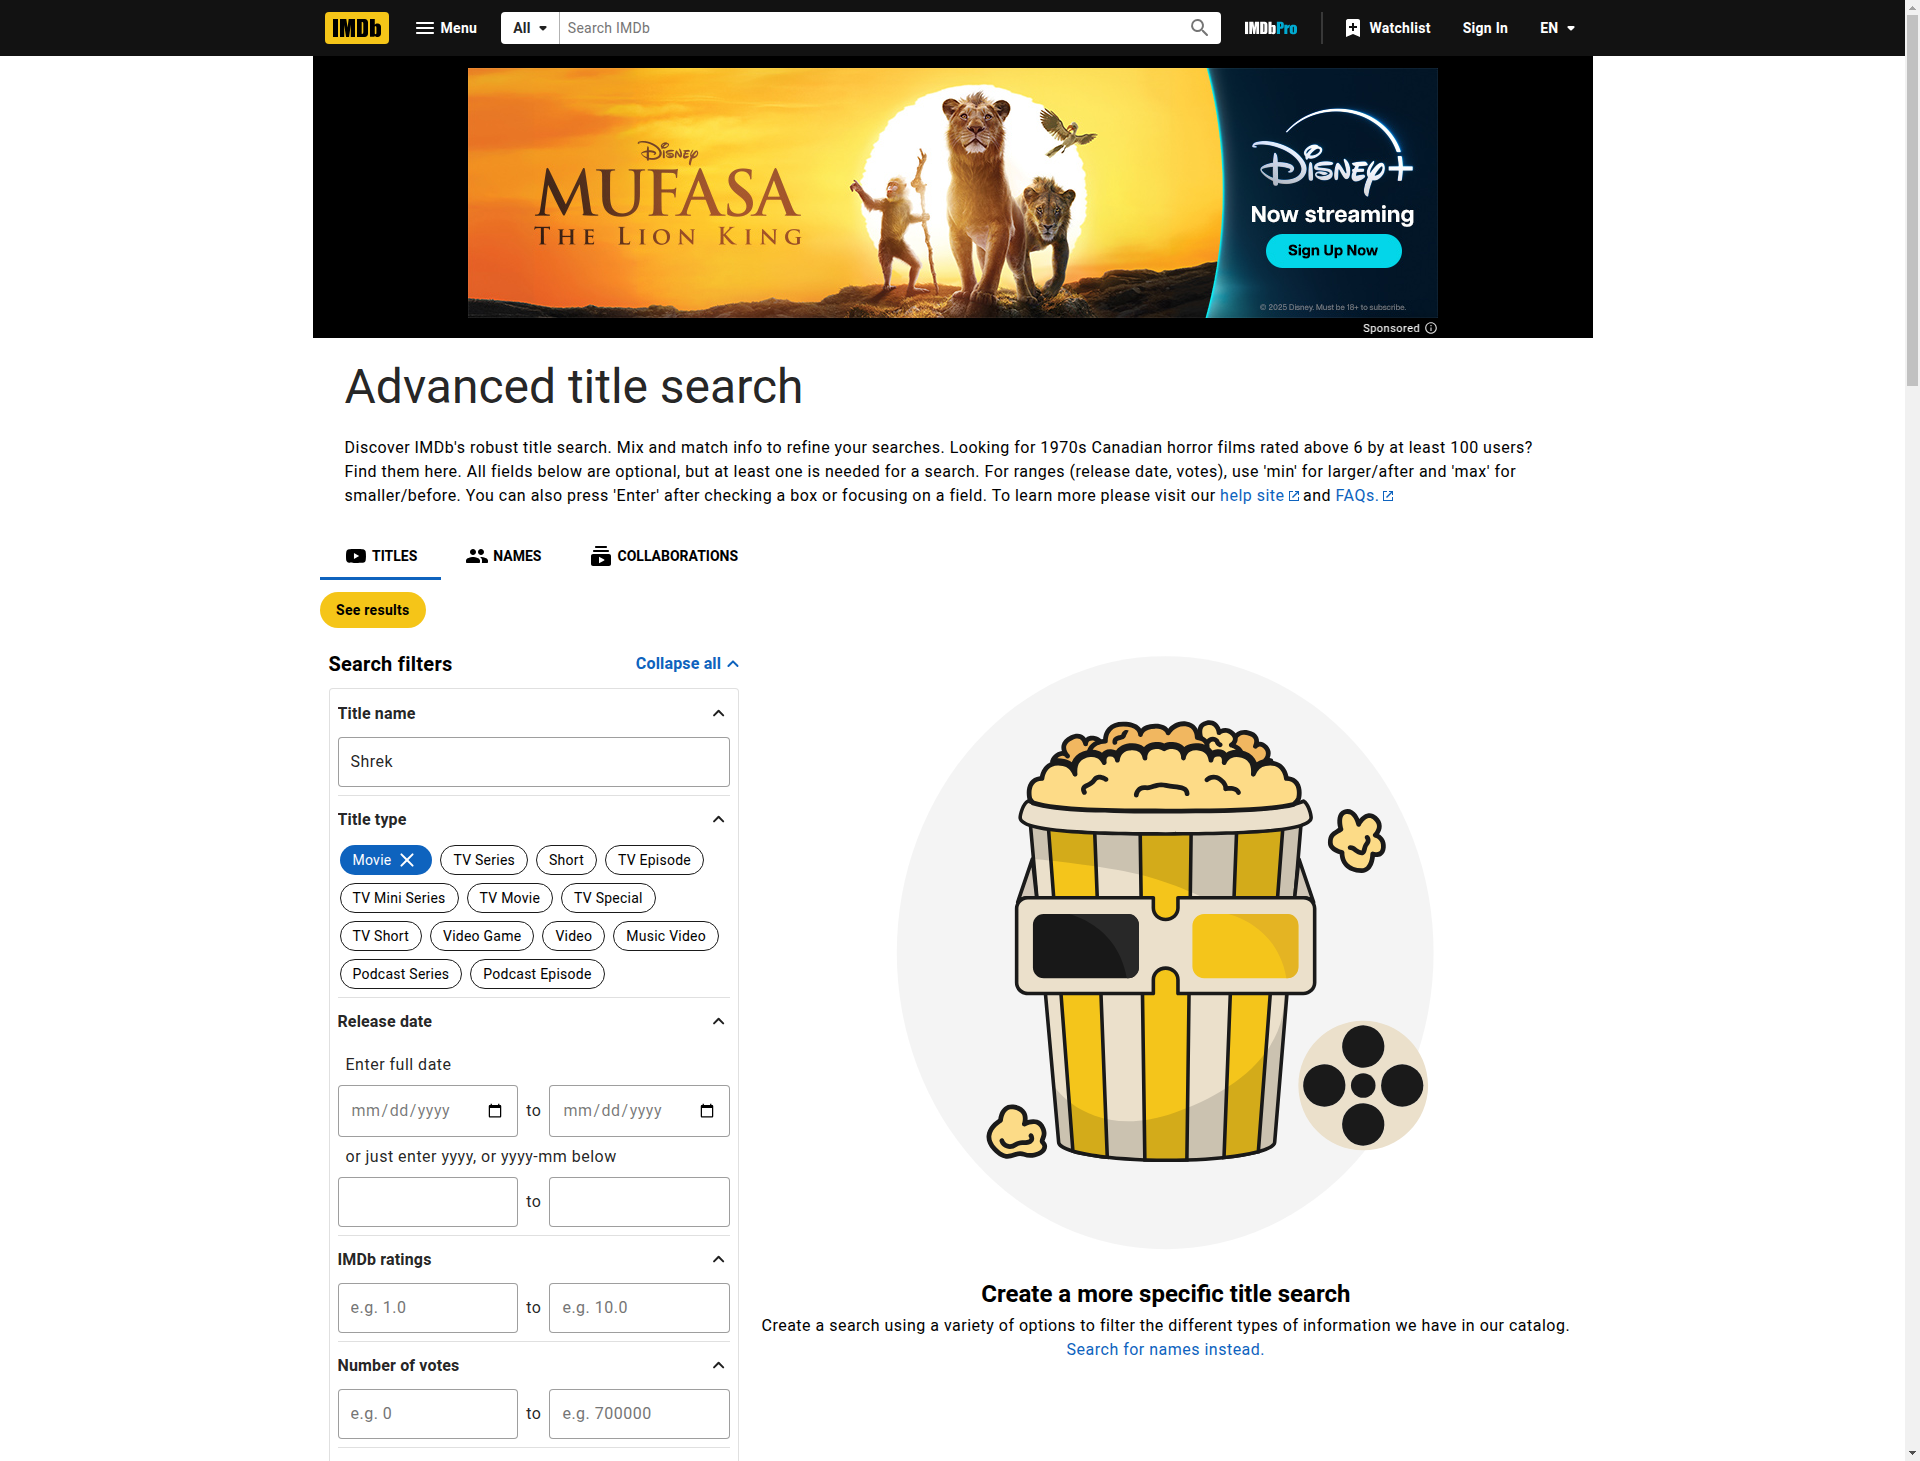 IMDb
Menu
All
Search IMDb
IMDbPro
Watchlist
Sign In
EN
Disney
MUFASA
THE LION KING
Disney+
Now streaming
Sign Up Now
© 2025 Disney. Must be 18+ to subscribe.
Sponsored
Advanced title search
Discover IMDb's robust title search. Mix and match info to refine your searches. Looking for 1970s Canadian horror films rated above 6 by at least 100 users?
Find them here. All fields below are optional, but at least one is needed for a search. For ranges (release date, votes), use 'min' for larger/after and 'max' for
smaller/before. You can also press 'Enter' after checking a box or focusing on a field. To learn more please visit our help site and FAQs.
TITLES
NAMES
COLLABORATIONS
See results
Search filters
Collapse all
Title name
Shrek
Title type
Movie
TV Series
Short
TV Episode
TV Mini Series
TV Movie
TV Special
TV Short
Video Game
Video
Music Video
Podcast Series
Podcast Episode
Release date
Enter full date
mm/dd/yyyy
to
mm/dd/yyyy
or just enter yyyy, or yyyy-mm below
to
IMDb ratings
e.g. 1.0
to
e.g. 10.0
Number of votes
e.g. 0
to
e.g. 700000
Create a more specific title search
Create a search using a variety of options to filter the different types of information we have in our catalog.
Search for names instead.